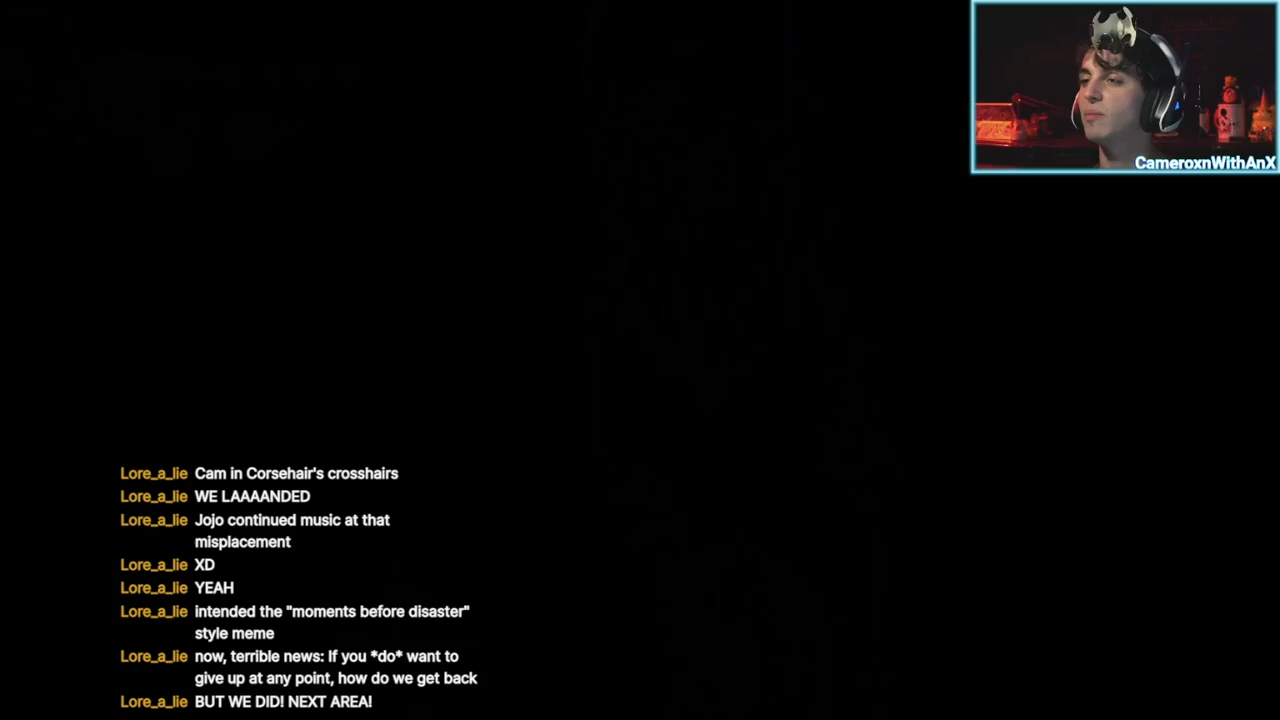 CameroxnWithAnX
Lore_a_lie Cam in Corsehair's crosshairs
Lore_a_lie WE LAAAANDED
Lore_a_lie Jojo continued music at that
misplacement
Lore_a_lie XD
Lore_a_lie YEAH
Lore_a_lie intended the "moments before disaster"
style meme
Lore_a_lie now, terrible news: If you *do* want to
give up at any point, how do we get back
Lore_a_lie BUT WE DID! NEXT AREA!